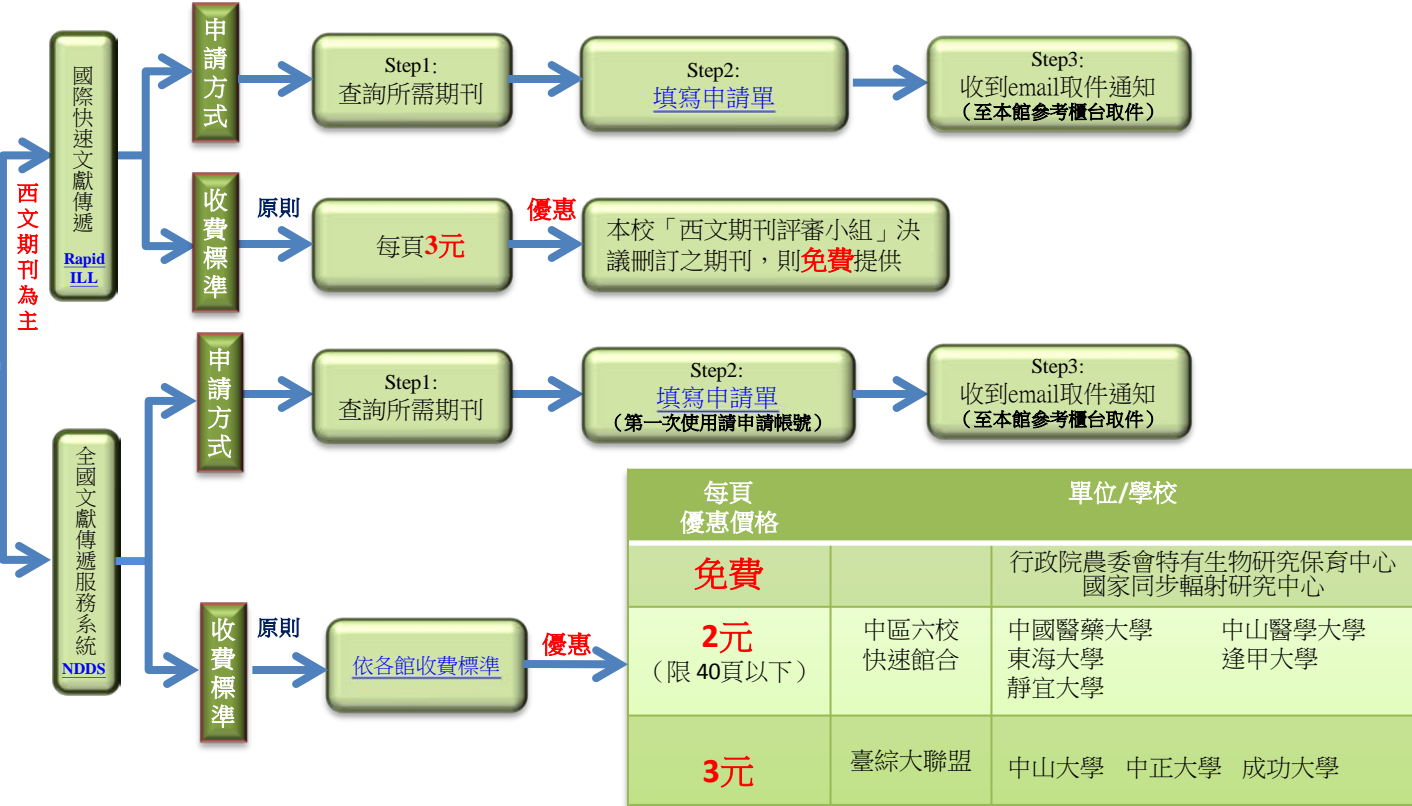 西文期刊為主
國際快速文獻傳遞
Rapid
ILL
申請方式
Step1:
查詢所需期刊
Step2:
填寫申請單
Step3:
收到email取件通知
（至本館參考櫃台取件）
收費標準
原則
每頁3元
優惠
本校「西文期刊評審小組」決
議刪訂之期刊，則免費提供
全國文獻傳遞服務系統
NDDS
申請方式
Step1:
查詢所需期刊
Step2:
填寫申請單
（第一次使用請申請帳號）
Step3:
收到email取件通知
（至本館參考櫃台取件）
收費標準
原則
依各館收費標準
優惠
每頁
優惠價格
單位/學校
免費
行政院農委會特有生物研究保育中心
國家同步輻射研究中心
2元
（限 40頁以下）
中區六校
快速館合
中國醫藥大學 中山醫學大學
東海大學 逢甲大學
靜宜大學
3元
臺綜大聯盟
中山大學 中正大學 成功大學